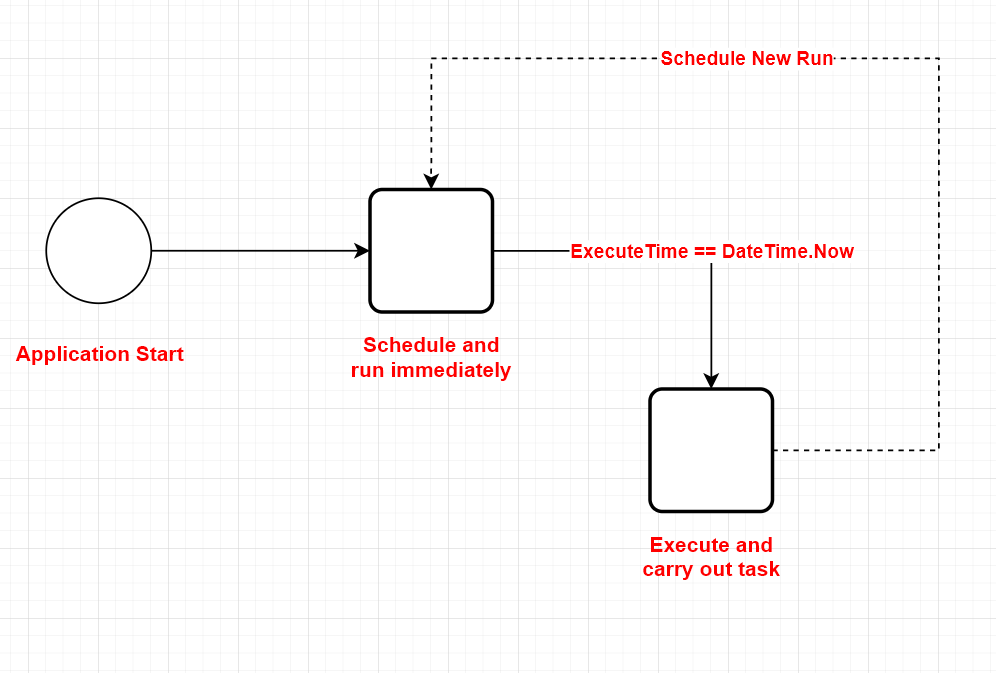 Schedule New Run
ExecuteTime == DateTime.Now
Application Start
Schedule and
run immediately
Execute and
carry out task